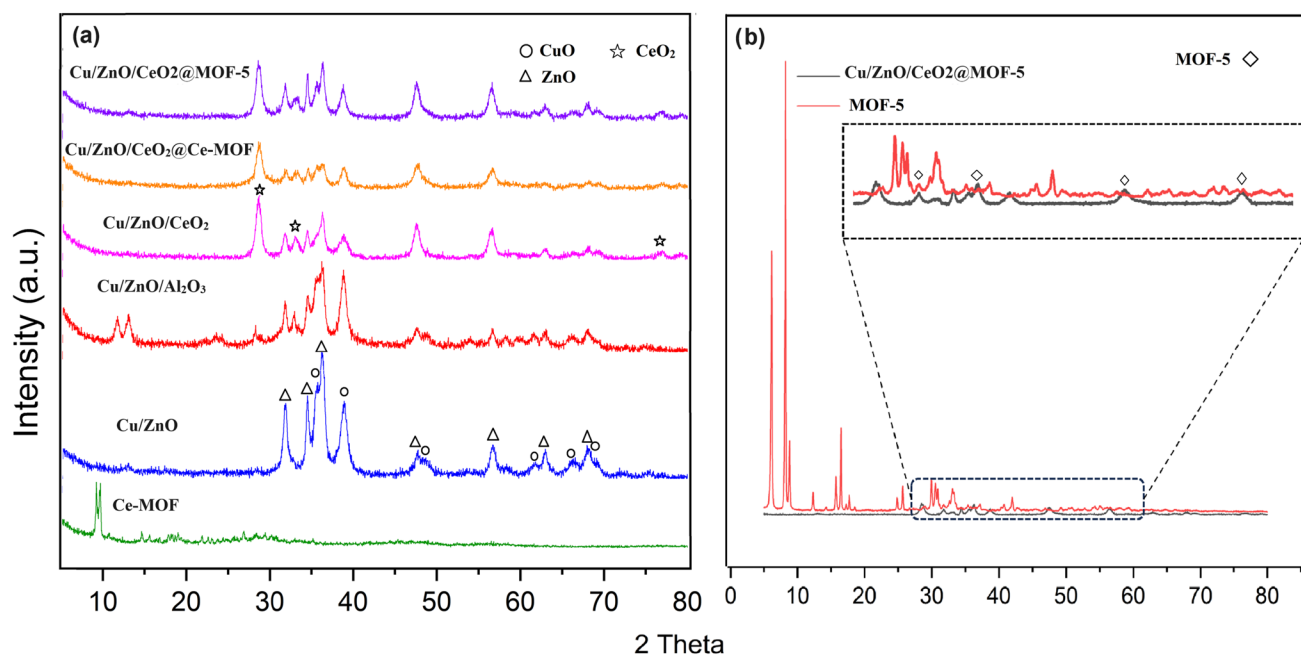 (a)
○ CuO ☆ CeO₂
△ ZnO
Cu/ZnO/CeO2@MOF-5
Cu/ZnO/CeO₂@Ce-MOF
Cu/ZnO/CeO₂
Cu/ZnO/Al₂O₃
Cu/ZnO
Ce-MOF
Intensity (a.u.)
10 20 30 40 50 60 70 80
(b)
MOF-5 ◇
Cu/ZnO/CeO2@MOF-5
MOF-5
0 10 20 30 40 50 60 70 80
2 Theta